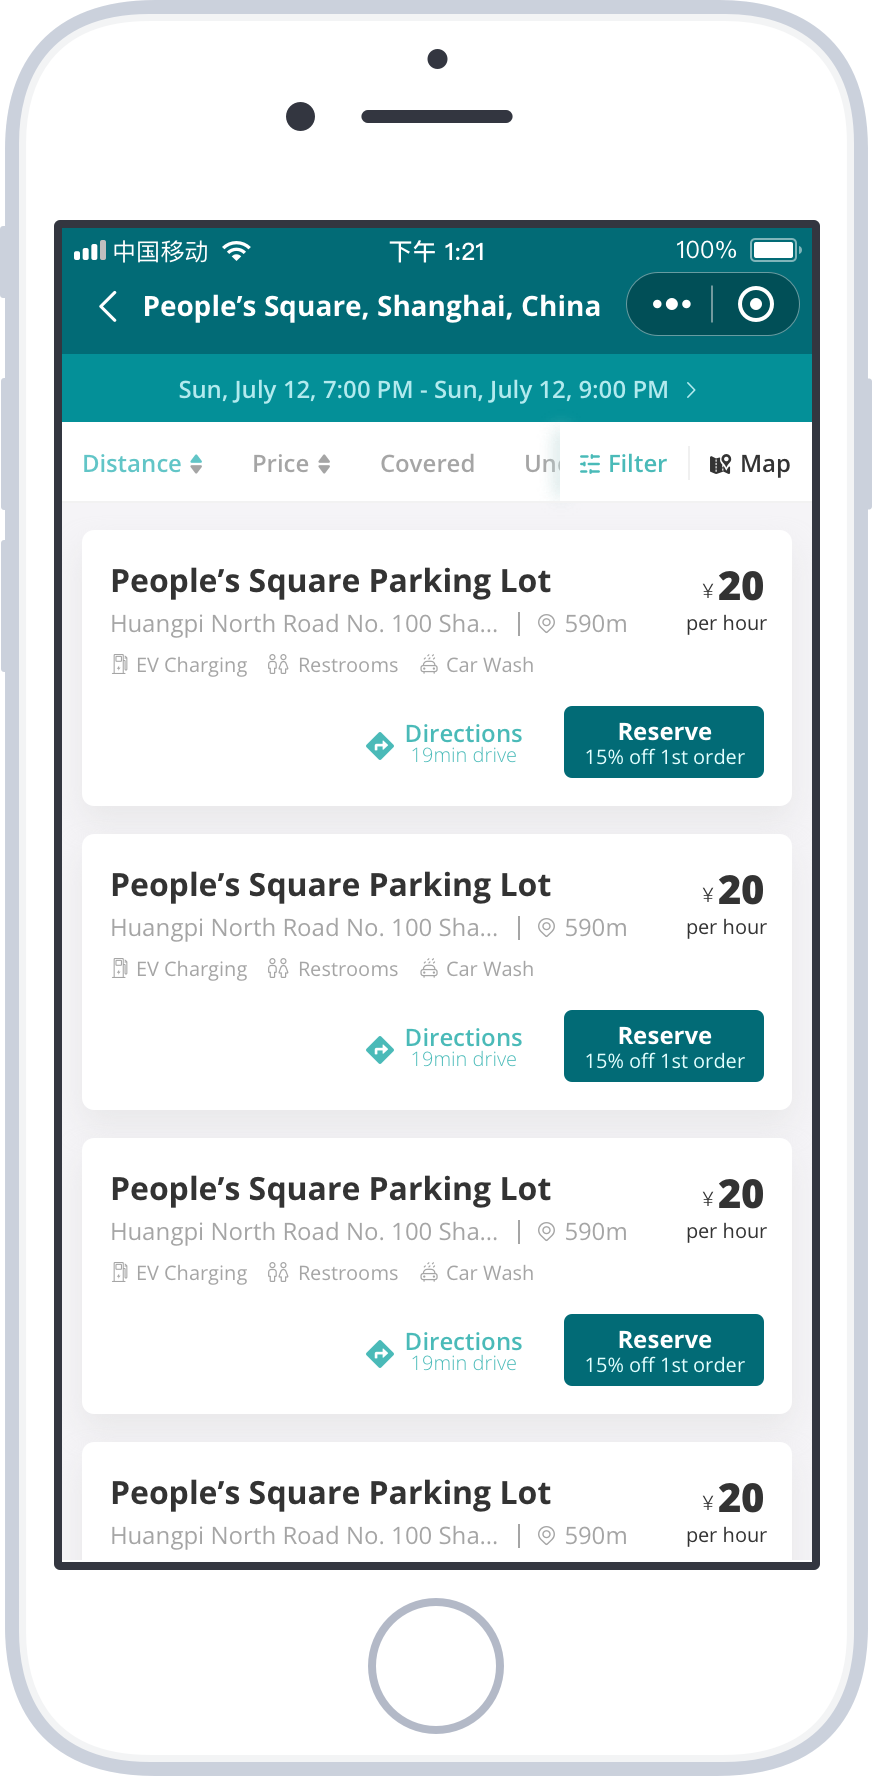 中国移动 下午 1:21 100%
People’s Square, Shanghai, China
Sun, July 12, 7:00 PM - Sun, July 12, 9:00 PM
Distance Price Covered Filter Map
People’s Square Parking Lot ¥20
Huangpi North Road No. 100 Sha... | 590m per hour
EV Charging Restrooms Car Wash
Directions Reserve
19min drive 15% off 1st order
People’s Square Parking Lot ¥20
Huangpi North Road No. 100 Sha... | 590m per hour
EV Charging Restrooms Car Wash
Directions Reserve
19min drive 15% off 1st order
People’s Square Parking Lot ¥20
Huangpi North Road No. 100 Sha... | 590m per hour
EV Charging Restrooms Car Wash
Directions Reserve
19min drive 15% off 1st order
People’s Square Parking Lot ¥20
Huangpi North Road No. 100 Sha... | 590m per hour